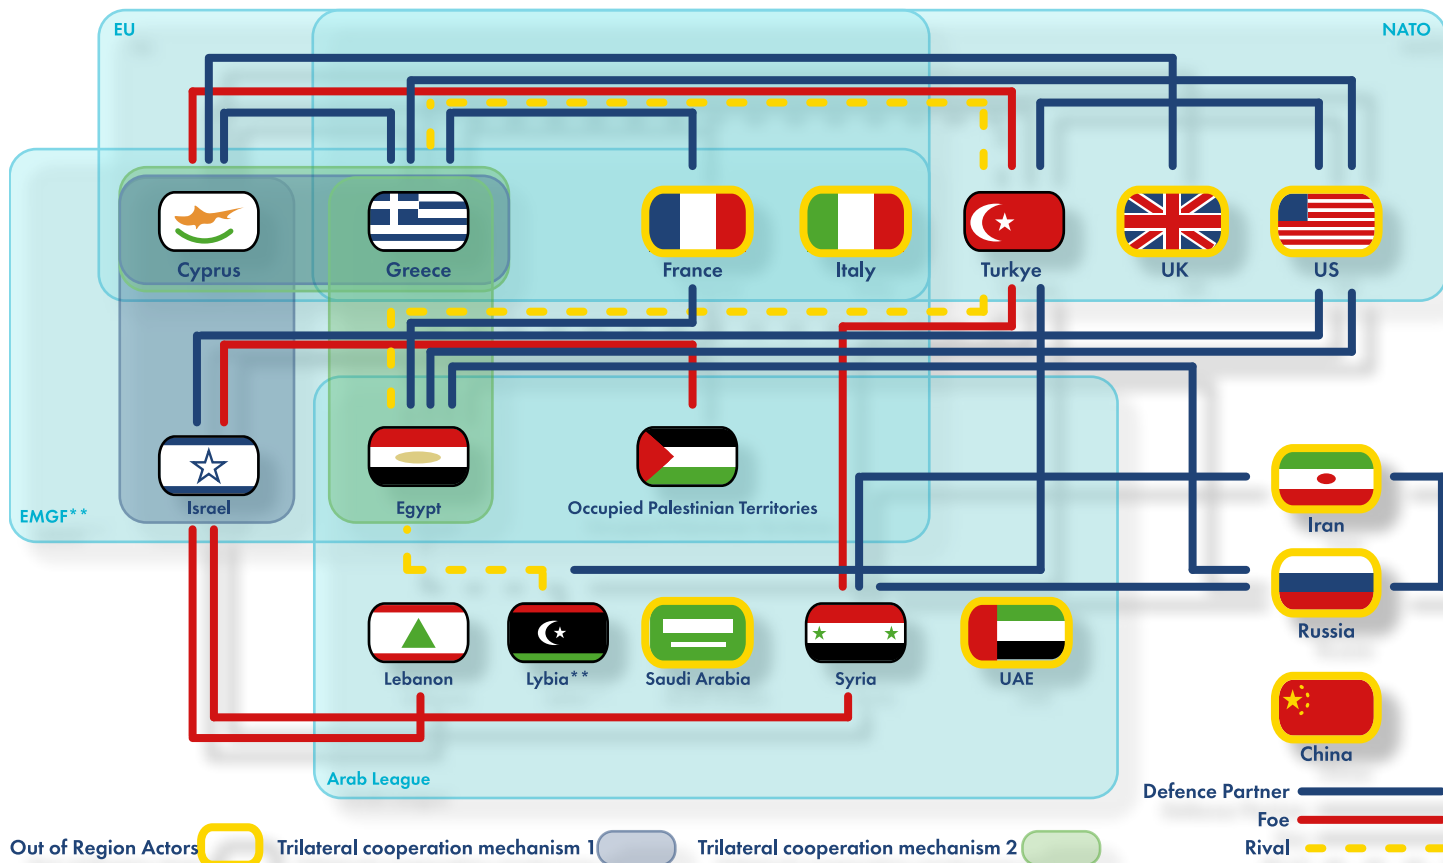 EU
NATO
Cyprus
Greece
France
Italy
Turkye
UK
US
EMGF**
Israel
Egypt
Occupied Palestinian Territories
Iran
Russia
Lebanon
Lybia**
Saudi Arabia
Syria
UAE
China
Arab League
Defence Partner
Foe
Rival
Out of Region Actors
Trilateral cooperation mechanism 1
Trilateral cooperation mechanism 2